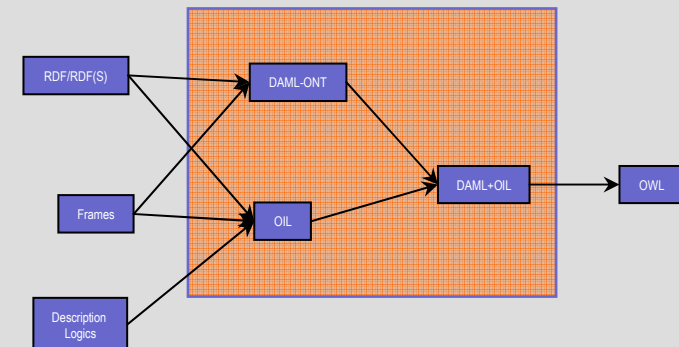 RDF/RDF(S)
DAML-ONT
DAML+OIL
OWL
Frames
OIL
Description
Logics